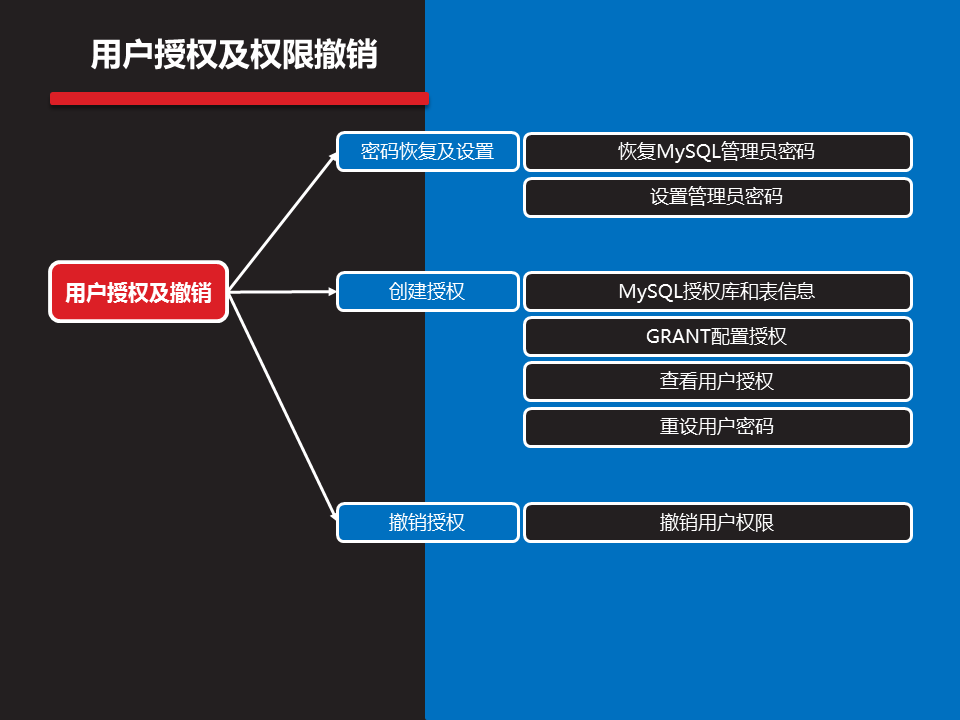 用户授权及权限撤销
密码恢复及设置
恢复MySQL管理员密码
设置管理员密码
用户授权及撤销
创建授权
MySQL授权库和表信息
GRANT配置授权
查看用户授权
重设用户密码
撤销授权
撤销用户权限